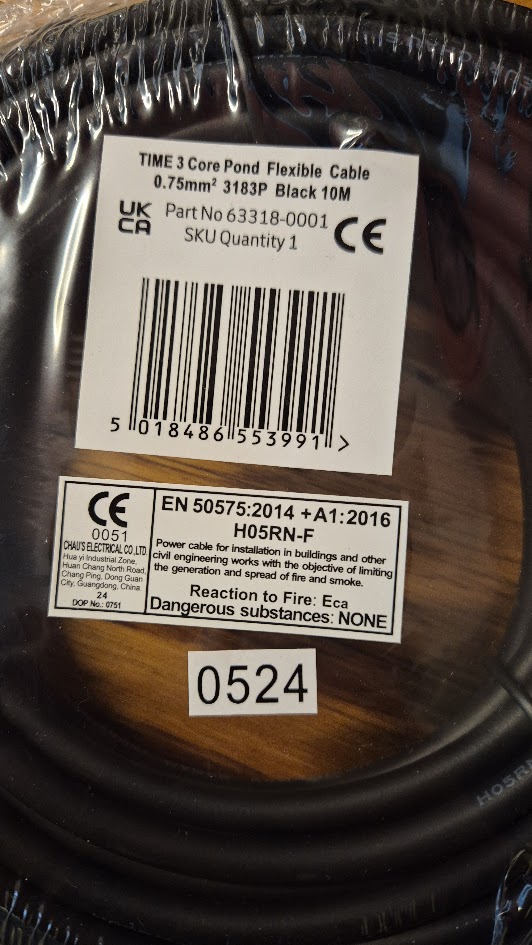 TIME 3 Core Pond Flexible Cable
0.75mm² 3183P Black 10M
UK
CA
Part No 63318-0001
SKU Quantity 1
CE
5 018486 553991 >
CE
0051
CHAU'S ELECTRICAL CO.,LTD.
Hua yi Industrial Zone,
Huan Chang North Road,
Chang Ping, Dong Guan
City, Guangdong, China.
24
DOP No.: 0751
EN 50575:2014 +A1:2016
H05RN-F
Power cable for installation in buildings and other
civil engineering works with the objective of limiting
the generation and spread of fire and smoke.
Reaction to Fire: Eca
Dangerous substances: NONE
0524